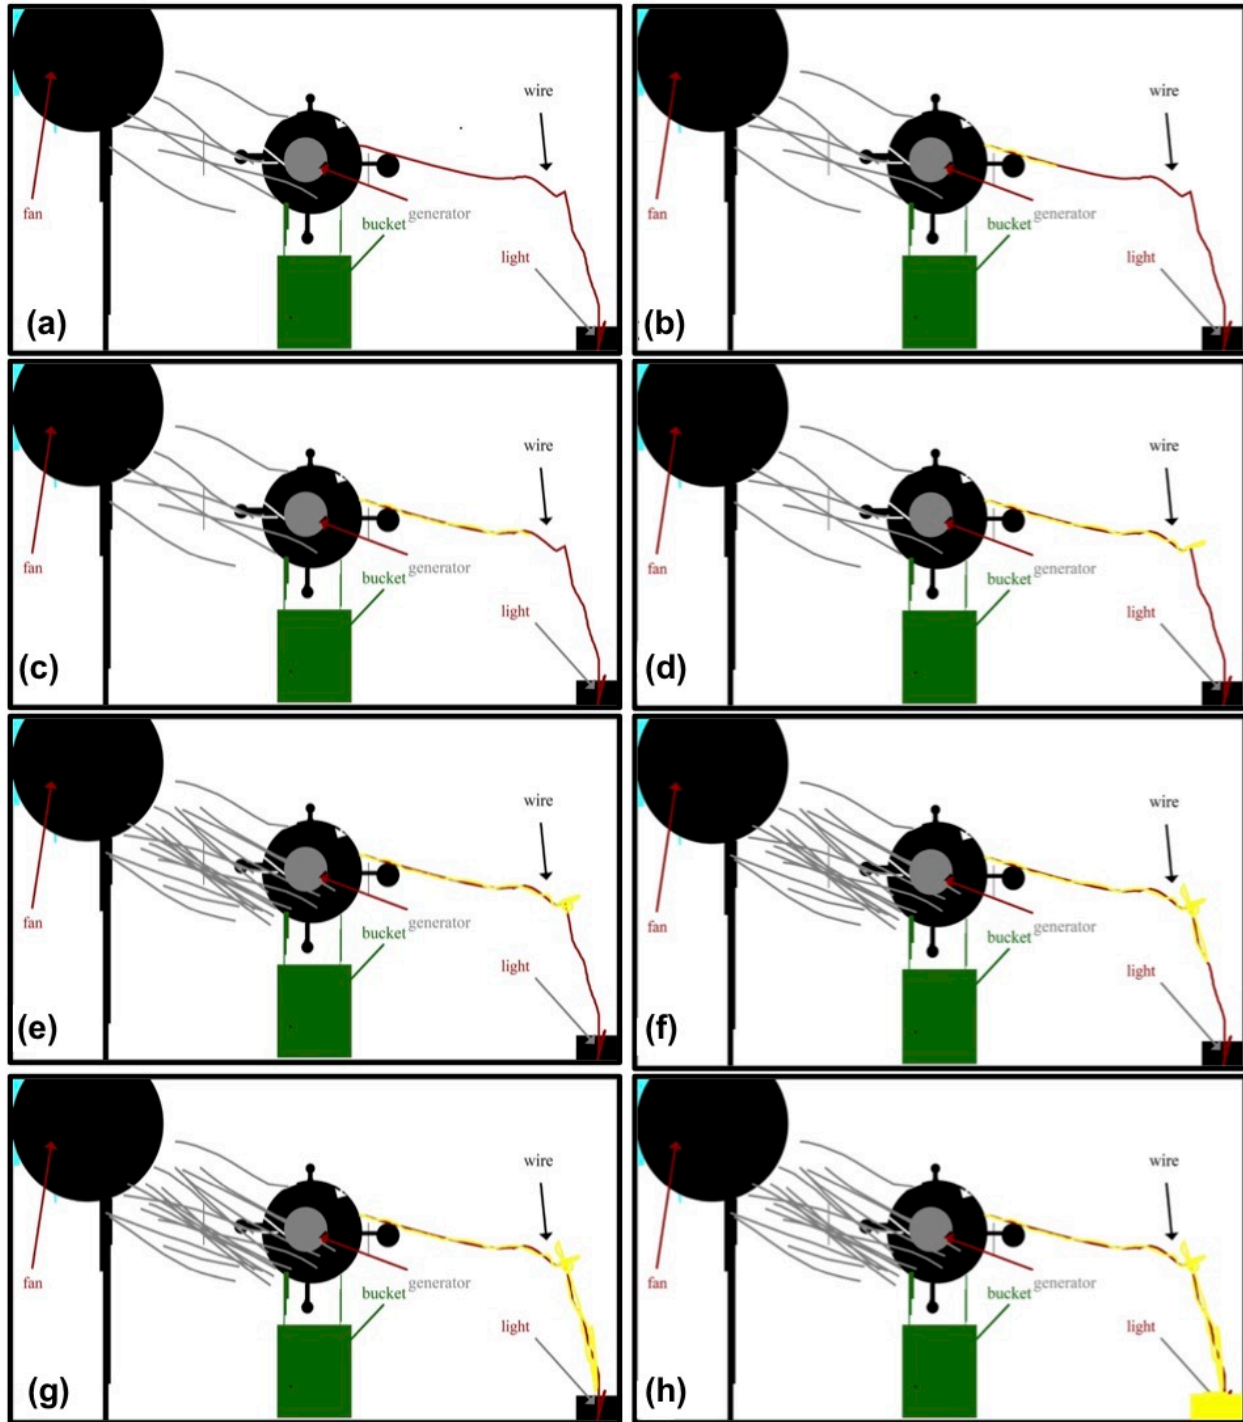 wire
fan
generator
bucket
light
(a)
wire
fan
generator
bucket
light
(b)
wire
fan
generator
bucket
light
(c)
wire
fan
generator
bucket
light
(d)
wire
fan
generator
bucket
light
(e)
wire
fan
generator
bucket
light
(f)
wire
fan
generator
bucket
light
(g)
wire
fan
generator
bucket
light
(h)